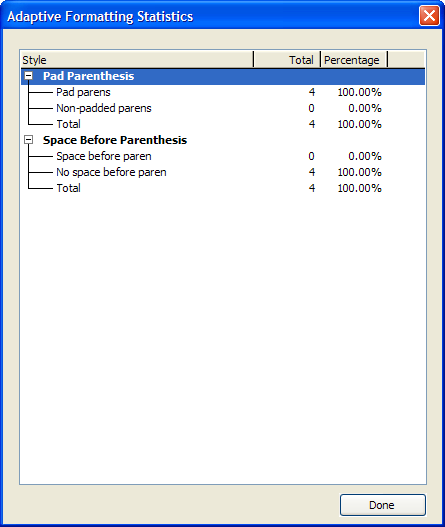 Adaptive Formatting Statistics
Style Total Percentage
Pad Parenthesis
Pad parens 4 100.00%
Non-padded parens 0 0.00%
Total 4 100.00%
Space Before Parenthesis
Space before paren 0 0.00%
No space before paren 4 100.00%
Total 4 100.00%
Done